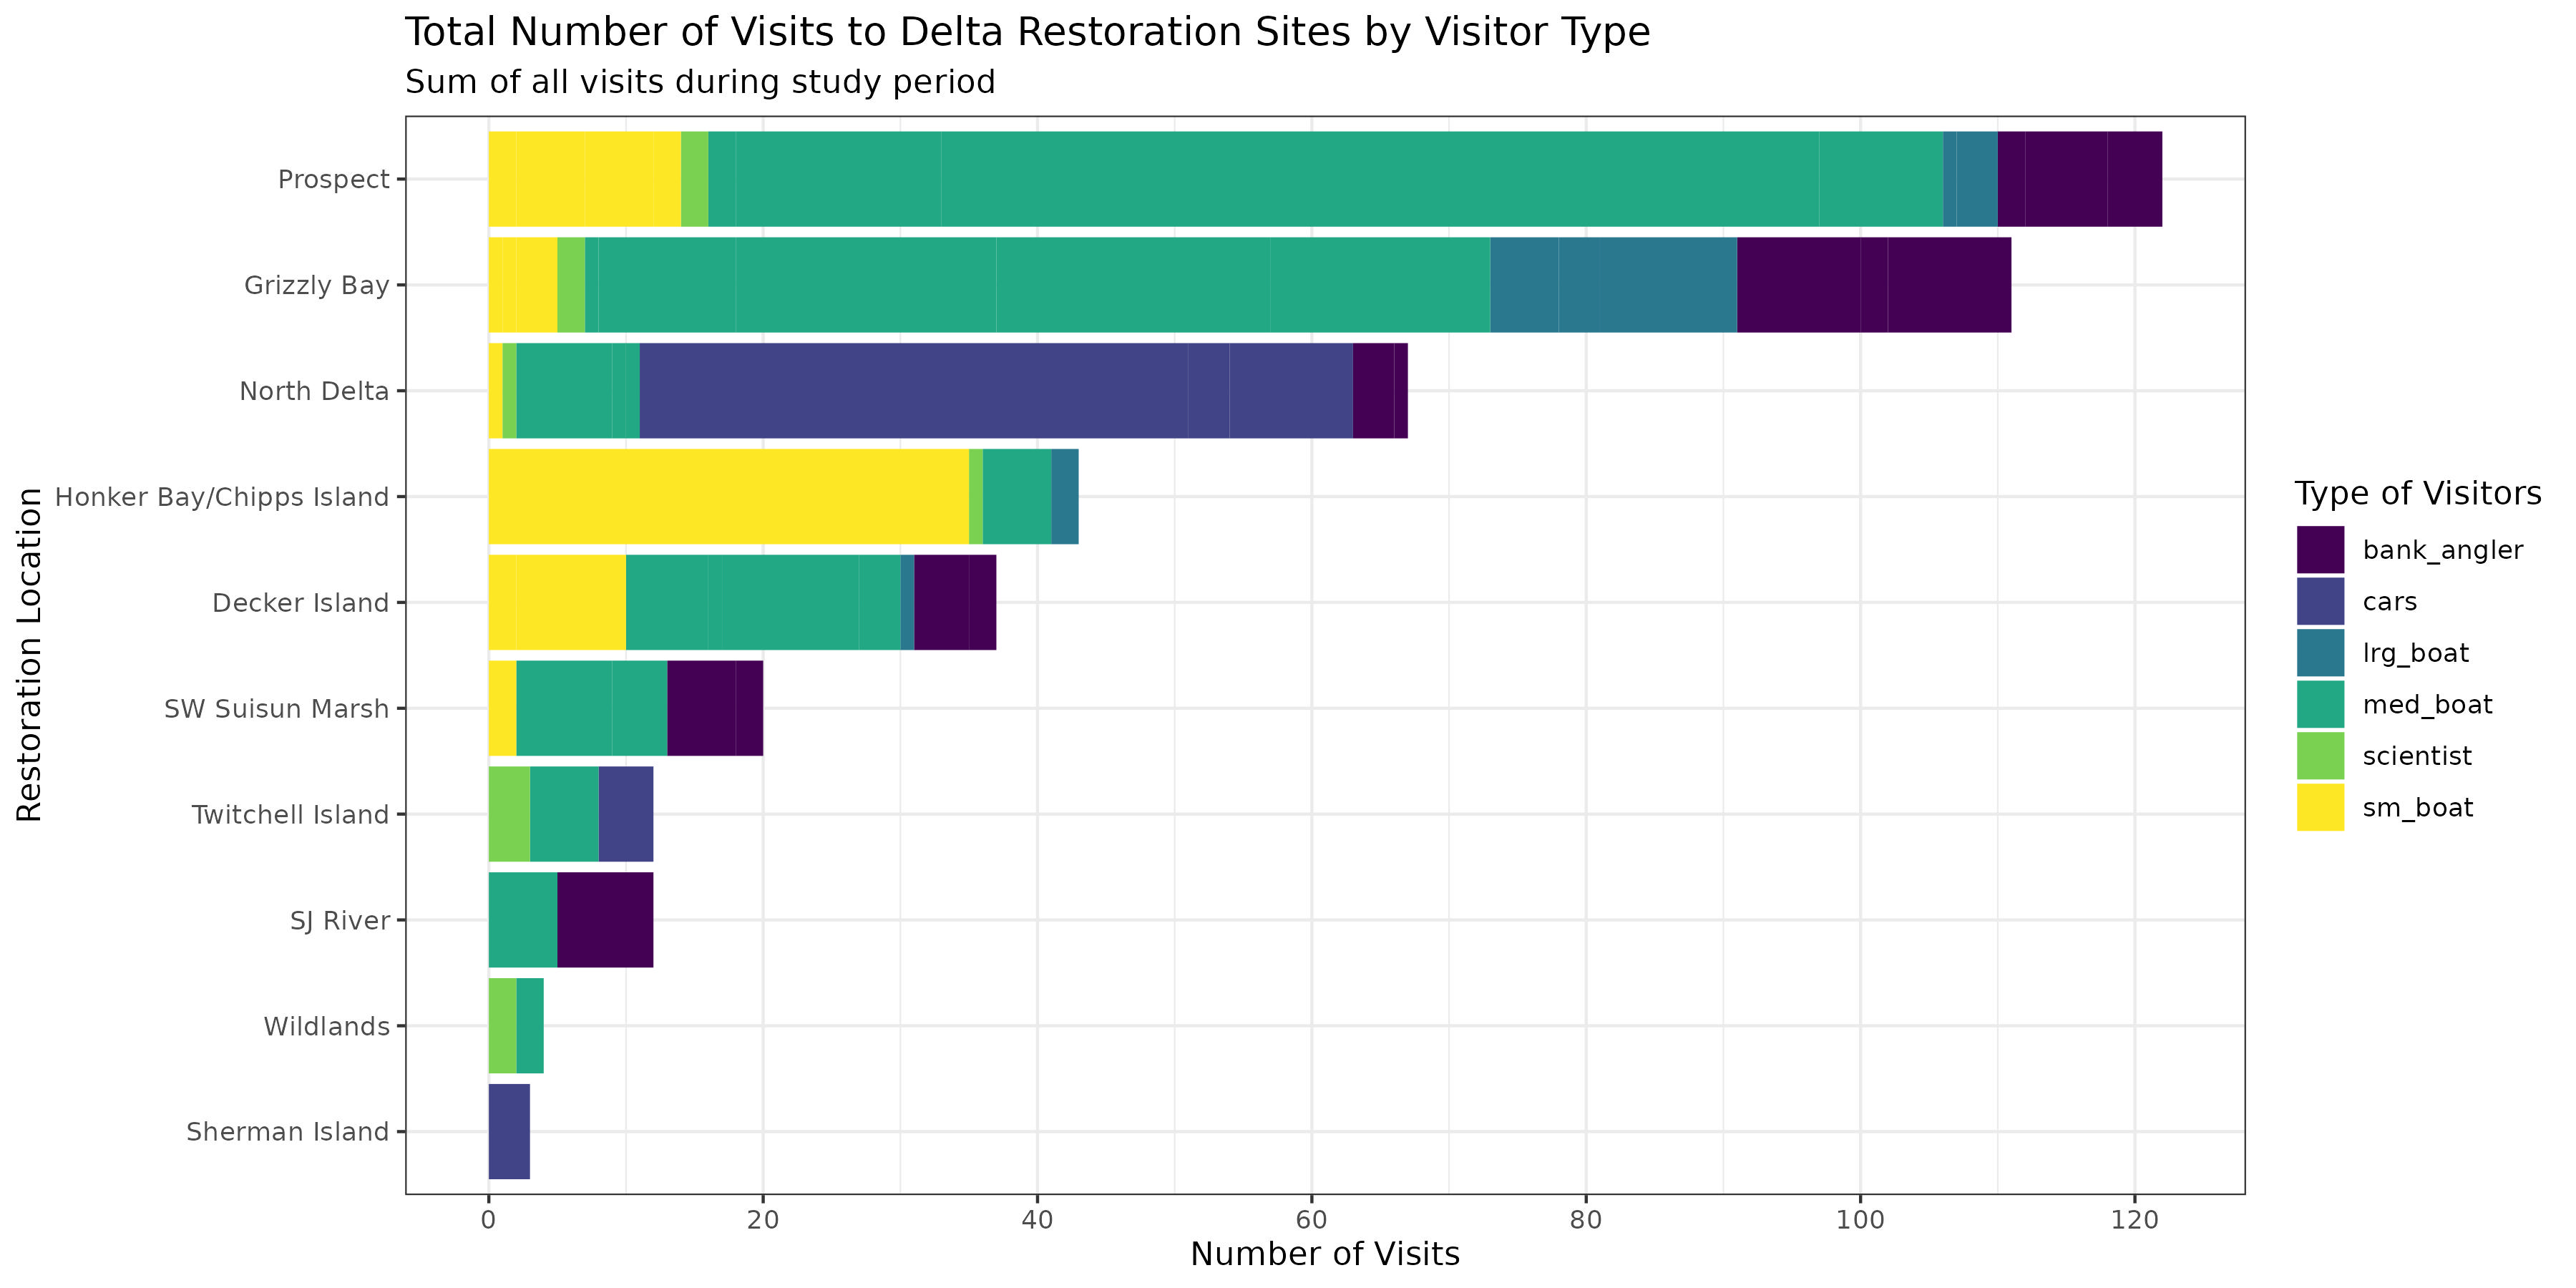 Total Number of Visits to Delta Restoration Sites by Visitor Type
Sum of all visits during study period
Restoration Location
Prospect
Grizzly Bay
North Delta
Honker Bay/Chipps Island
Decker Island
SW Suisun Marsh
Twitchell Island
SJ River
Wildlands
Sherman Island
0 20 40 60 80 100 120
Number of Visits
Type of Visitors
bank_angler
cars
lrg_boat
med_boat
scientist
sm_boat